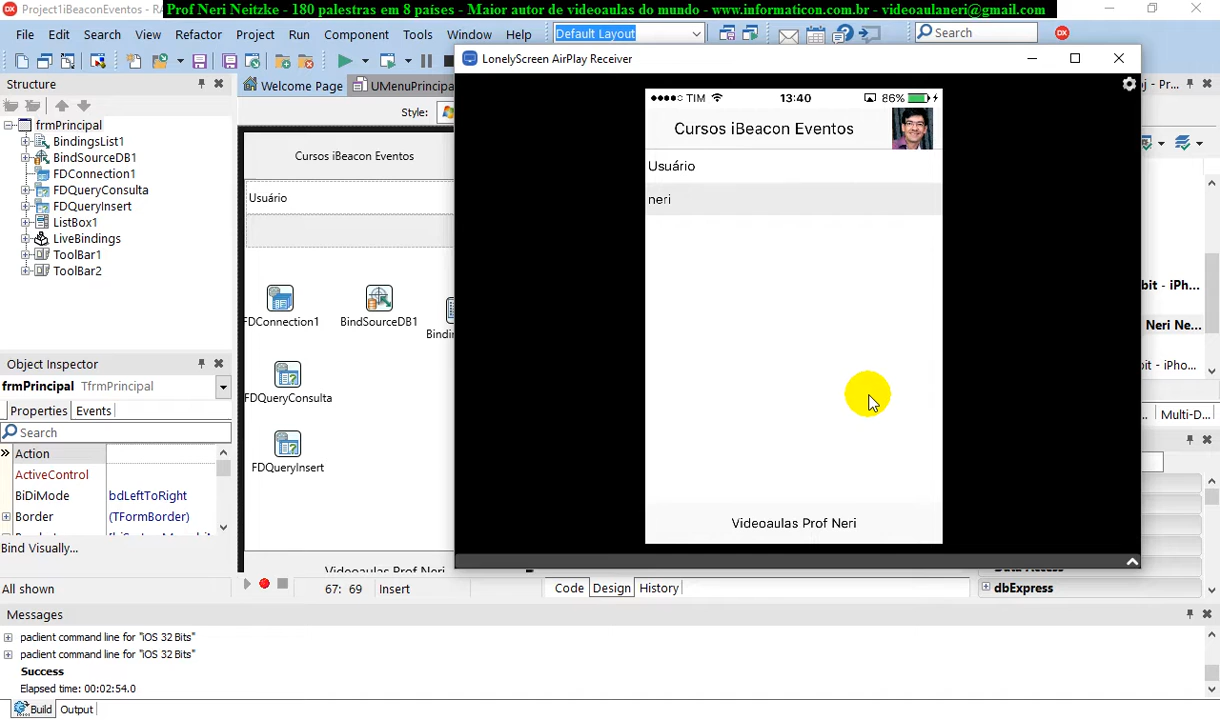 Project1iBeaconEventos - RA
Prof Neri Neitzke - 180 palestras em 8 países - Maior autor de videoaulas do mundo - www.informaticon.com.br - videoaulaneri@gmail.com
File Edit Search View Refactor Project Run Component Tools Window Help
Default Layout
Search
Structure
Welcome Page
UMenuPrincipa
Style:
frmPrincipal
BindingsList1
BindSourceDB1
FDConnection1
FDQueryConsulta
FDQueryInsert
ListBox1
LiveBindings
ToolBar1
ToolBar2
Object Inspector
frmPrincipal TfrmPrincipal
Properties Events
Search
Action
ActiveControl
BiDiMode bdLeftToRight
Border (TFormBorder)
Bind Visually...
All shown
Cursos iBeacon Eventos
Usuário
FDConnection1
BindSourceDB1
Bindin
FDQueryConsulta
FDQueryInsert
Videoaulas Prof Neri
67: 69 Insert
Code Design History
LonelyScreen AirPlay Receiver
TIM 13:40 86%
Cursos iBeacon Eventos
Usuário
neri
Videoaulas Prof Neri
oj - Pr...
bit - iPh...
Neri Ne...
bit - iPho...
Multi-D...
Data Access
dbExpress
Messages
paclient command line for "iOS 32 Bits"
paclient command line for "iOS 32 Bits"
Success
Elapsed time: 00:02:54.0
Build Output